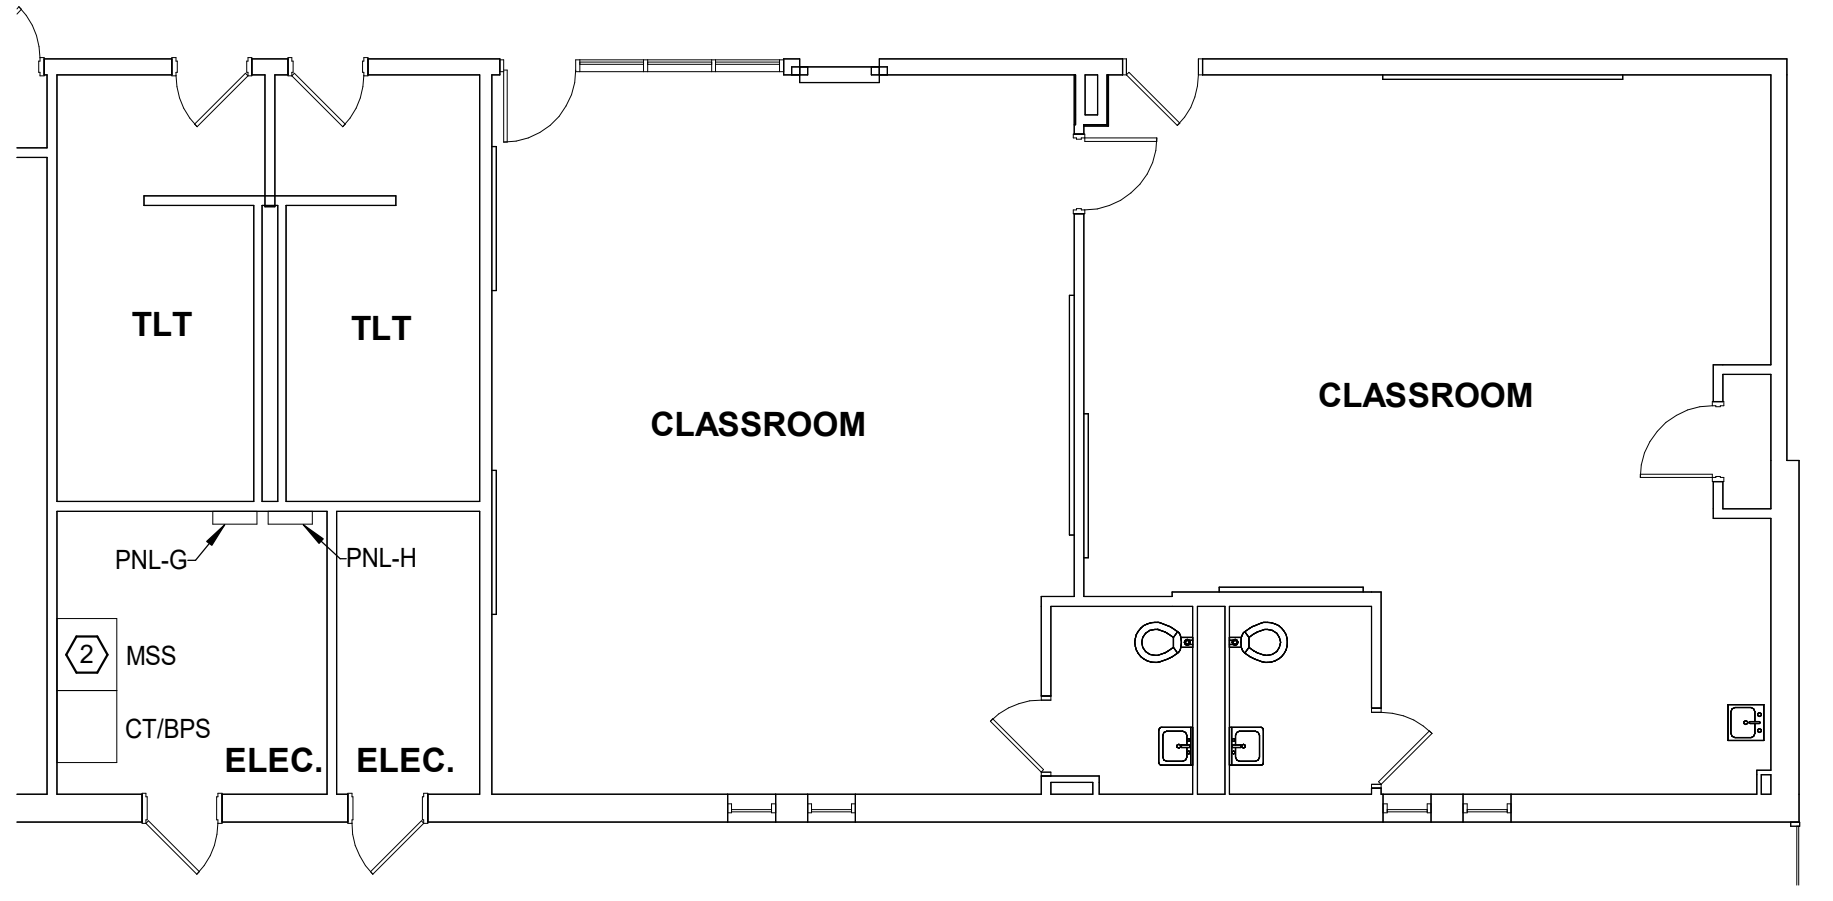 TLT
TLT
CLASSROOM
CLASSROOM
PNL-G
PNL-H
2
MSS
CT/BPS
ELEC.
ELEC.